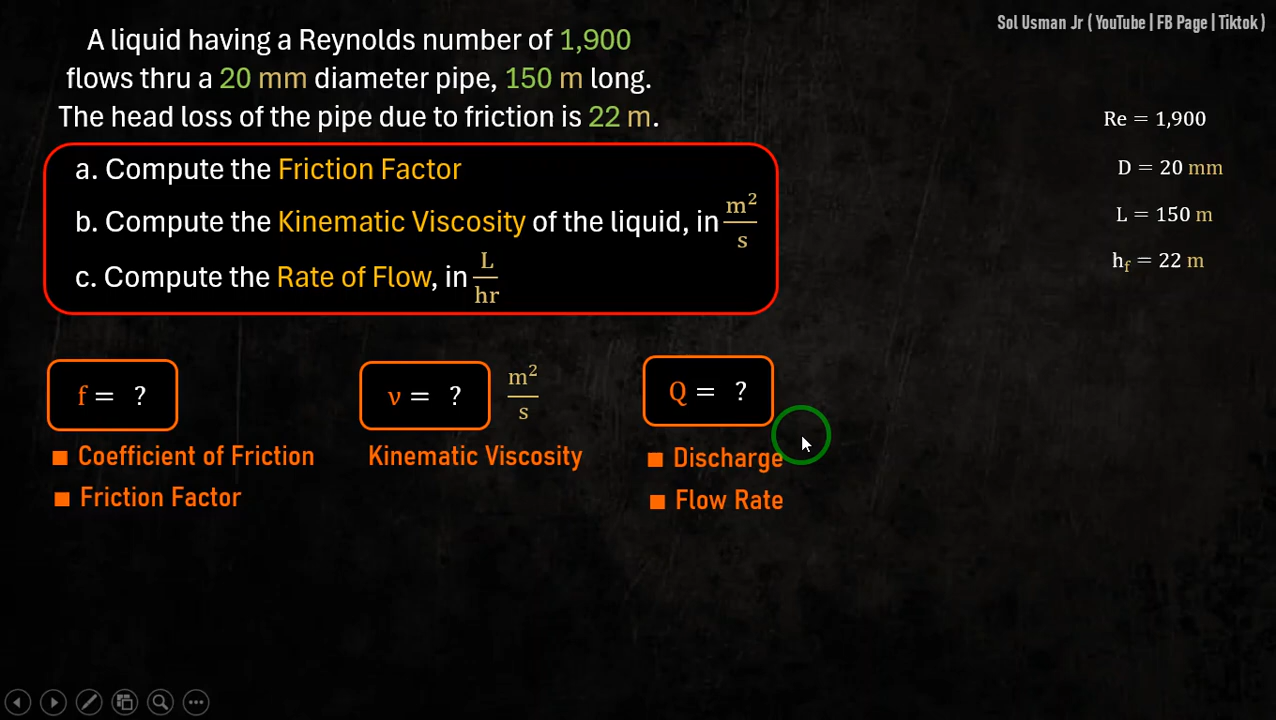 Sol Usman Jr ( YouTube | FB Page | Tiktok )
A liquid having a Reynolds number of 1,900
flows thru a 20 mm diameter pipe, 150 m long.
The head loss of the pipe due to friction is 22 m.
a. Compute the Friction Factor
b. Compute the Kinematic Viscosity of the liquid, in m²/s
c. Compute the Rate of Flow, in L/hr
Re = 1,900
D = 20 mm
L = 150 m
h_f = 22 m
f = ?
■ Coefficient of Friction
■ Friction Factor
ν = ? m²/s
Kinematic Viscosity
Q = ?
■ Discharge
■ Flow Rate